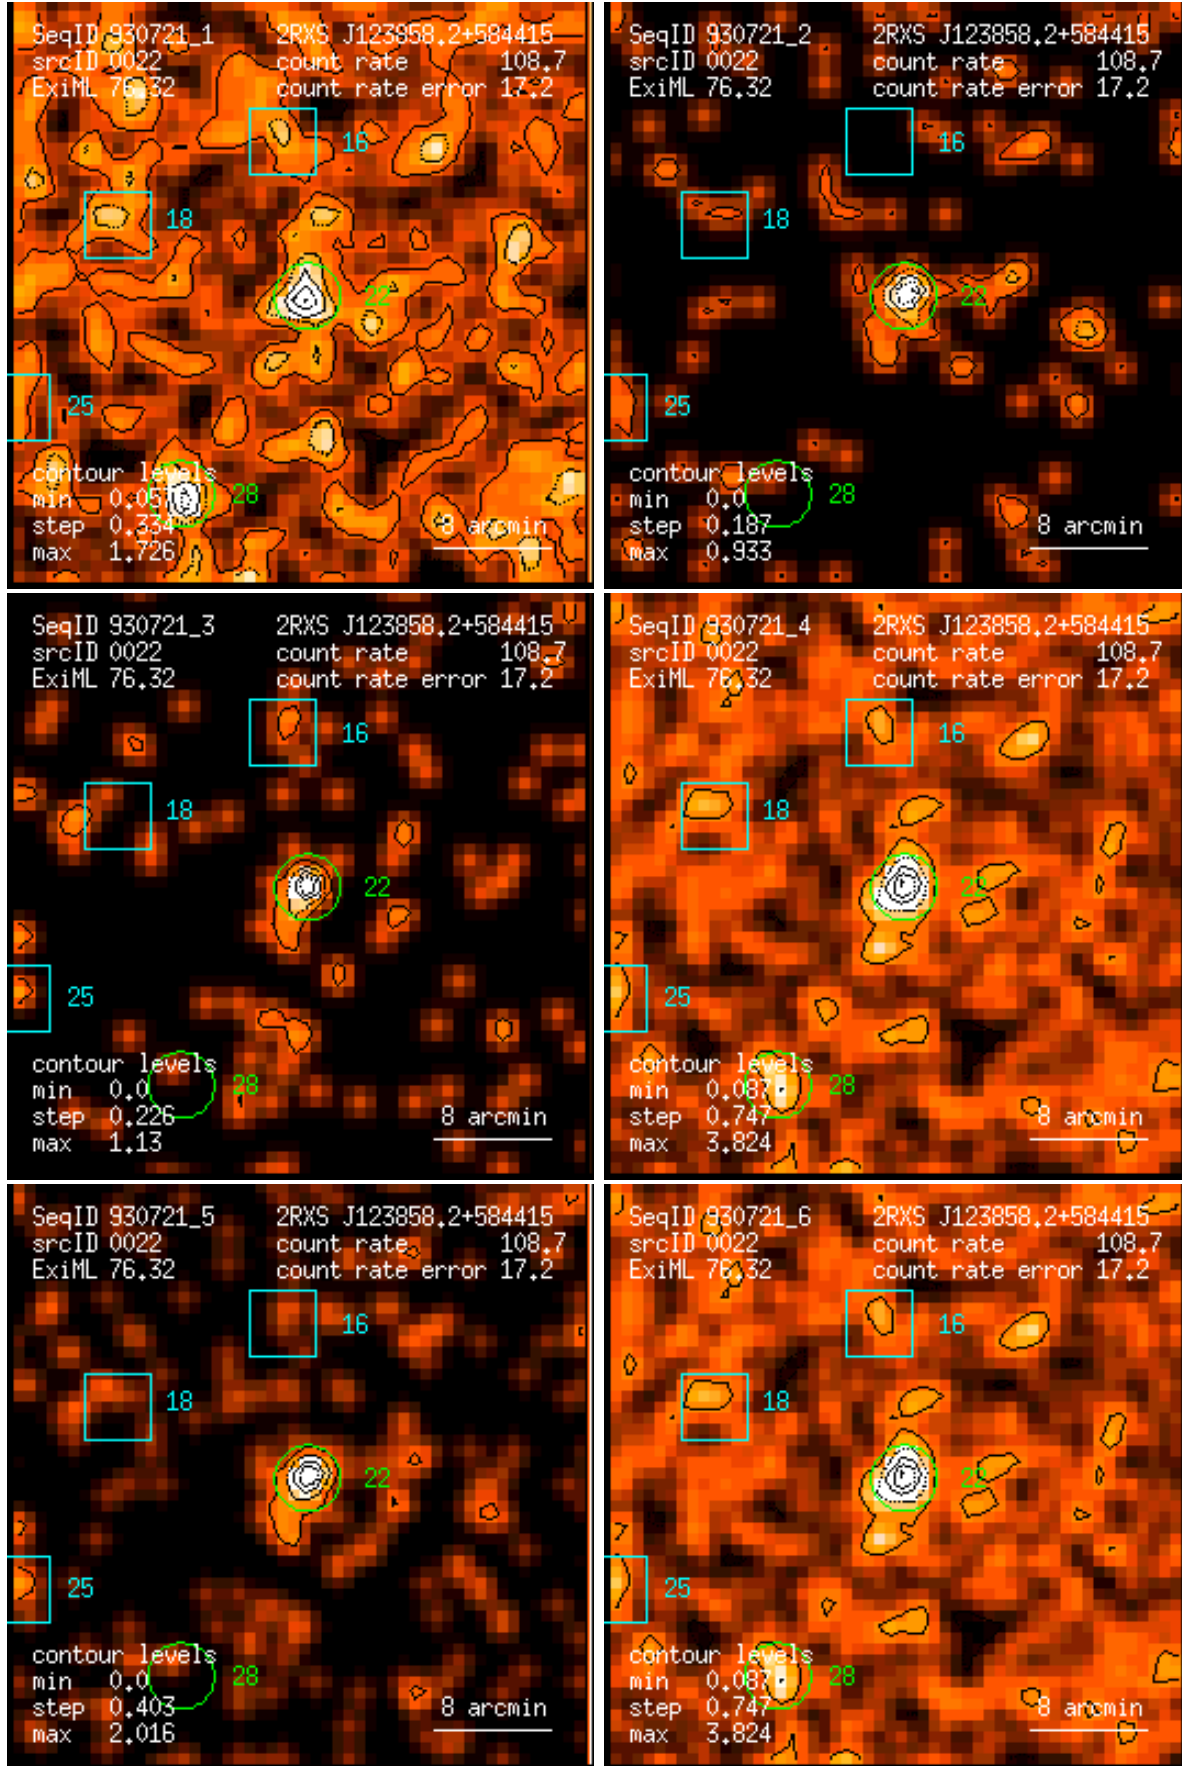 SeqID 930721_1 2RXS J123858.2+584415
srcID 0022 count rate 108.7
ExiML 76.32 count rate error 17.2
16
18
22
25
contour levels
min 0.057 28
step 0.334 8 arcmin
max 1.726
SeqID 930721_2 2RXS J123858.2+584415
srcID 0022 count rate 108.7
ExiML 76.32 count rate error 17.2
16
18
22
25
contour levels
min 0.0 28
step 0.187 8 arcmin
max 0.933
SeqID 930721_3 2RXS J123858.2+584415
srcID 0022 count rate 108.7
ExiML 76.32 count rate error 17.2
16
18
22
25
contour levels
min 0.0 28
step 0.226 8 arcmin
max 1.13
SeqID 930721_4 2RXS J123858.2+584415
srcID 0022 count rate 108.7
ExiML 76.32 count rate error 17.2
16
18
22
25
contour levels
min 0.087 28
step 0.747 8 arcmin
max 3.824
SeqID 930721_5 2RXS J123858.2+584415
srcID 0022 count rate 108.7
ExiML 76.32 count rate error 17.2
16
18
22
25
contour levels
min 0.0 28
step 0.403 8 arcmin
max 2.016
SeqID 930721_6 2RXS J123858.2+584415
srcID 0022 count rate 108.7
ExiML 76.32 count rate error 17.2
16
18
22
25
contour levels
min 0.087 28
step 0.747 8 arcmin
max 3.824